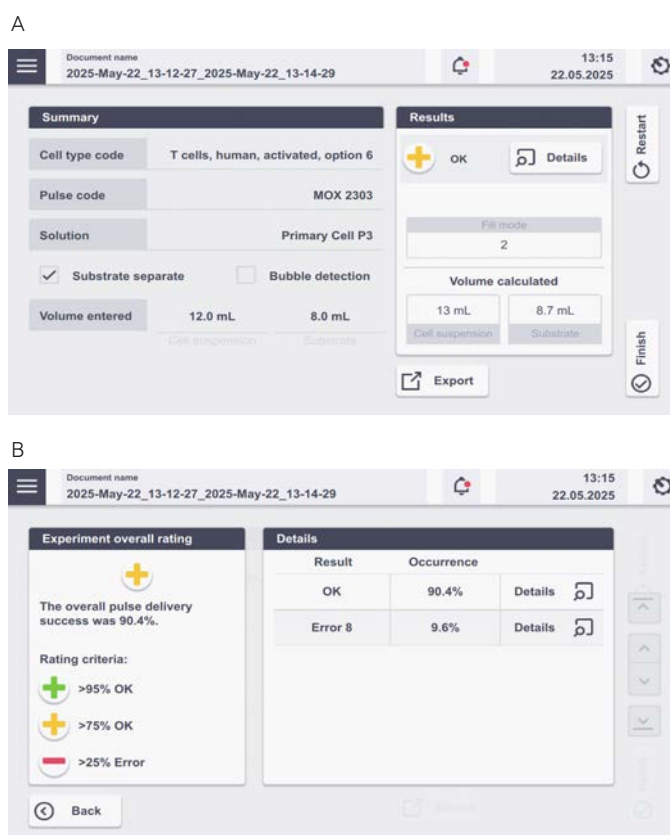 A
Document name
2025-May-22_13-12-27_2025-May-22_13-14-29
13:15
22.05.2025
Summary
Cell type code T cells, human, activated, option 6
Pulse code MOX 2303
Solution Primary Cell P3
Substrate separate Bubble detection
Volume entered 12.0 mL 8.0 mL
Cell suspension Substrate
Results
OK Details
Fill mode
2
Volume calculated
13 mL 8.7 mL
Cell suspension Substrate
Export
Restart
Finish
B
Document name
2025-May-22_13-12-27_2025-May-22_13-14-29
13:15
22.05.2025
Experiment overall rating
The overall pulse delivery
success was 90.4%.
Rating criteria:
>95% OK
>75% OK
>25% Error
Back
Details
Result Occurrence
OK 90.4% Details
Error 8 9.6% Details